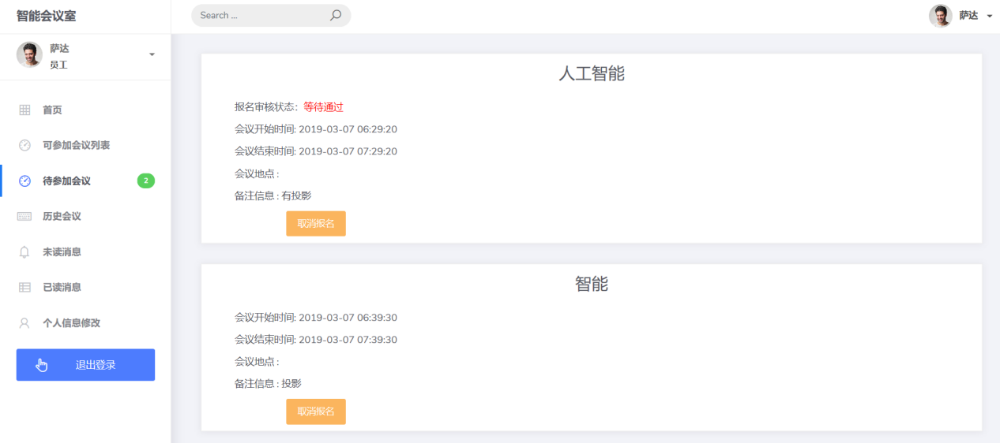 智能会议室
Search ...
萨达
萨达
员工
首页
可参加会议列表
待参加会议
2
历史会议
未读消息
已读消息
个人信息修改
退出登录
人工智能
报名审核状态: 等待通过
会议开始时间: 2019-03-07 06:29:20
会议结束时间: 2019-03-07 07:29:20
会议地点 :
备注信息 : 有投影
取消报名
智能
会议开始时间: 2019-03-07 06:39:30
会议结束时间: 2019-03-07 07:39:30
会议地点 :
备注信息 : 投影
取消报名